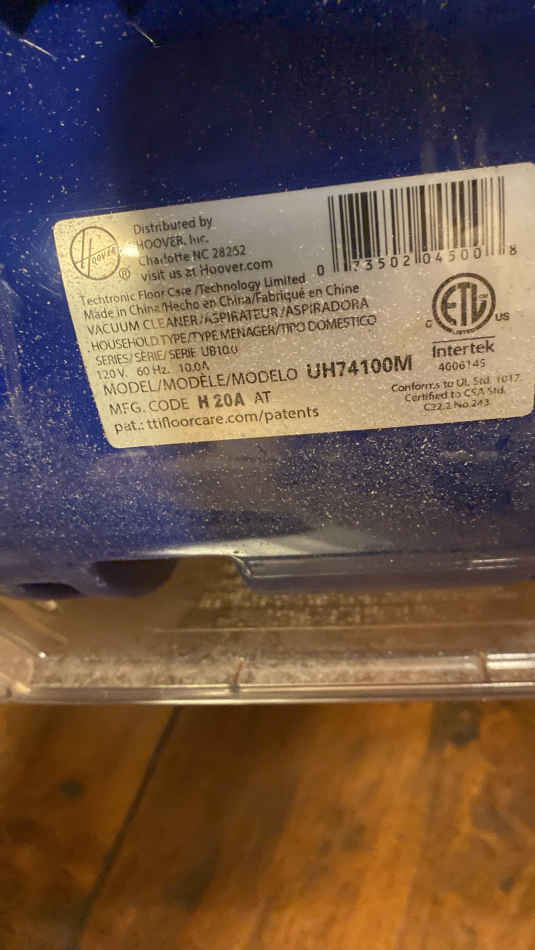 HOOVER
®
Distributed by
HOOVER, Inc.
Charlotte NC 28262
visit us at Hoover.com
0 73502 04500 8
Techtronic Floor Care Technology Limited
Made in China/Hecho en China/Fabriqué en Chine
VACUUM CLEANER/ASPIRATEUR/ASPIRADORA
HOUSEHOLD TYPE/TYPE MENAGER/TIPO DOMESTICO
SERIES/SÉRIE/SERIE UB10.0
120 V. 60 Hz. 10.0A
MODEL/MODÈLE/MODELO UH74100M
MFG. CODE H 20A AT
pat.: ttifloorcare.com/patents
ETL
LISTED
C US
Intertek
4006145
Conforms to UL Std. 1017
Certified to CSA Std.
C22.2 No.243